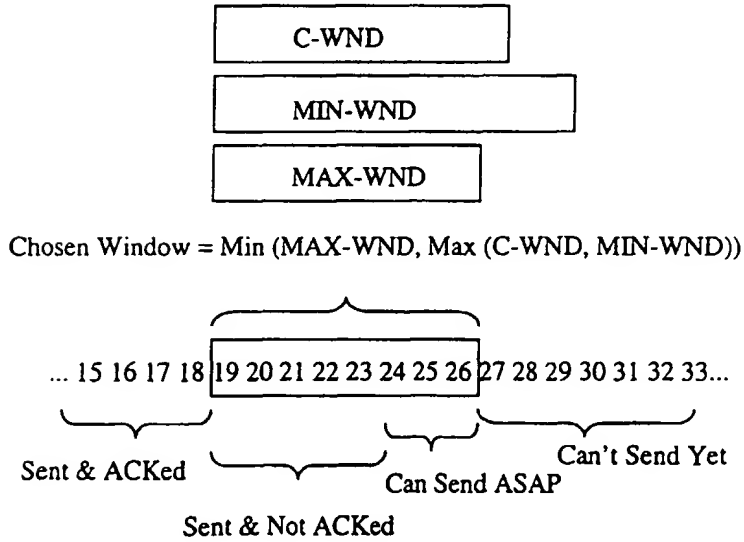 C-WND
MIN-WND
MAX-WND
Chosen Window = Min (MAX-WND, Max (C-WND, MIN-WND))
... 15 16 17 18 19 20 21 22 23 24 25 26 27 28 29 30 31 32 33...
Sent & ACKed
Can Send ASAP
Can't Send Yet
Sent & Not ACKed